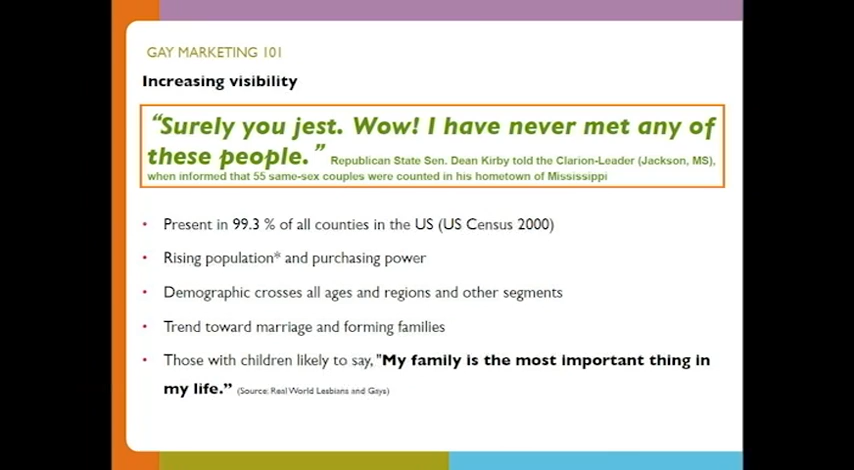 GAY MARKETING 101
Increasing visibility
“Surely you jest. Wow! I have never met any of
these people.” Republican State Sen. Dean Kirby told the Clarion-Leader (Jackson, MS),
when informed that 55 same-sex couples were counted in his hometown of Mississippi
• Present in 99.3 % of all counties in the US (US Census 2000)
• Rising population* and purchasing power
• Demographic crosses all ages and regions and other segments
• Trend toward marriage and forming families
• Those with children likely to say, "My family is the most important thing in
my life.” (Source: Real World Lesbians and Gays)